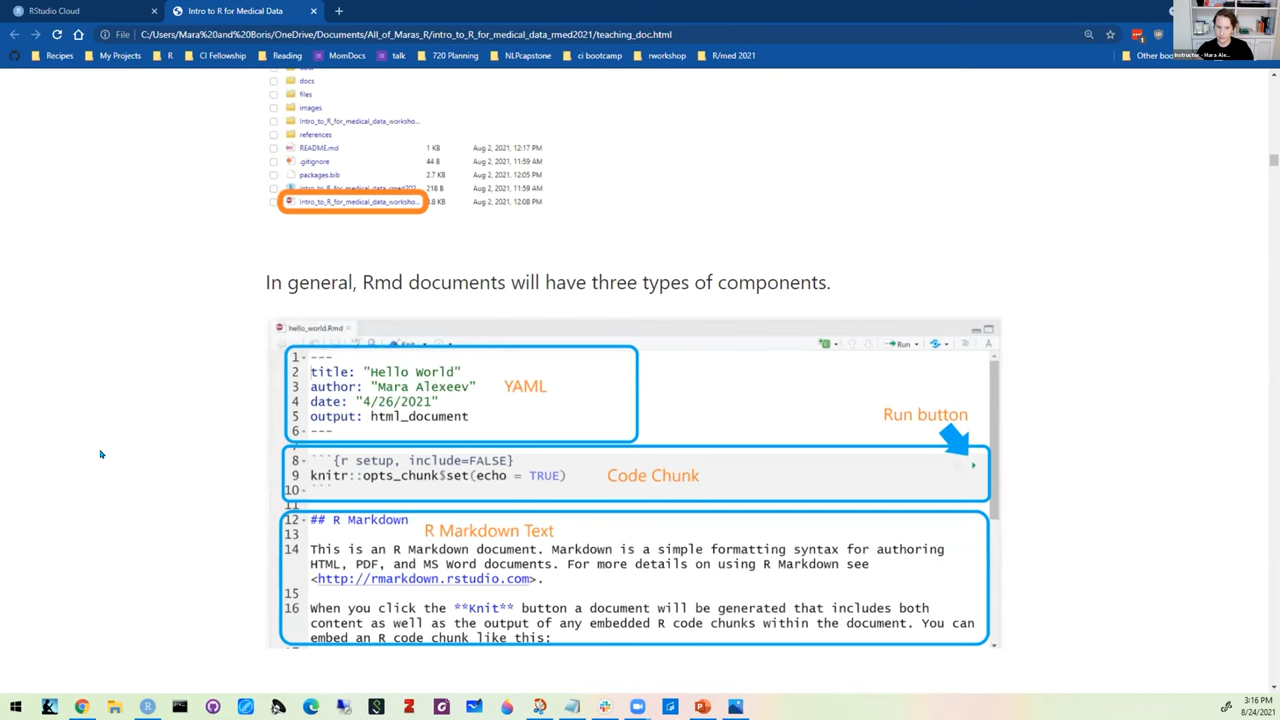 RStudio Cloud
Intro to R for Medical Data
File C:/Users/Mara%20and%20Boris/OneDrive/Documents/All_of_Maras_R/intro_to_R_for_medical_data_rmed2021/teaching_doc.html
Recipes My Projects R CI Fellowship Reading MomDocs talk 720 Planning NLPkapstone ci bootcamp rworkshop R/med 2021
Instructor - Mara Ale...
docs
files
images
Intro_to_R_for_medical_data_worksho...
references
README.md 1 KB Aug 2, 2021, 12:17 PM
.gitignore 44 B Aug 2, 2021, 11:59 AM
packages.bib 2.7 KB Aug 2, 2021, 12:05 PM
218 B Aug 2, 2021, 11:59 AM
Intro_to_R_for_medical_data_worksho... .8 KB Aug 2, 2021, 12:08 PM
In general, Rmd documents will have three types of components.
hello_world.Rmd
Knit Run
1 ---
2 title: "Hello World"
3 author: "Mara Alexeev" YAML
4 date: "4/26/2021"
5 output: html_document
6 ---
Run button
8 ```{r setup, include=FALSE}
9 knitr::opts_chunk$set(echo = TRUE) Code Chunk
10 ```
11
12 ## R Markdown
R Markdown Text
13
14 This is an R Markdown document. Markdown is a simple formatting syntax for authoring
HTML, PDF, and MS Word documents. For more details on using R Markdown see
<http://rmarkdown.rstudio.com>.
15
16 When you click the **Knit** button a document will be generated that includes both
content as well as the output of any embedded R code chunks within the document. You can
embed an R code chunk like this:
3:16 PM
8/24/2021